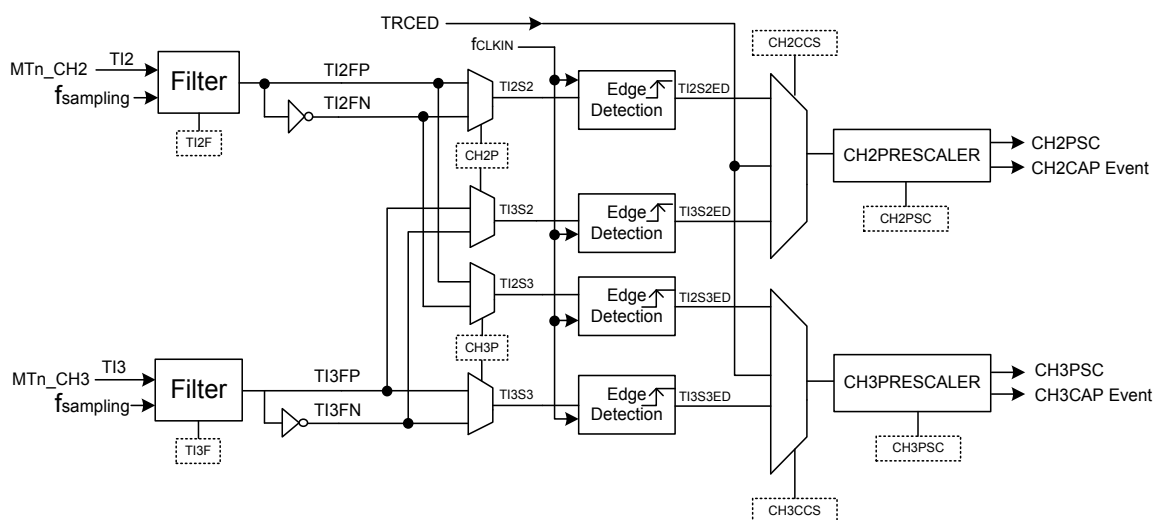 TRCED
fCLKIN
CH2CCS
MTn_CH2
TI2
fsampling
Filter
TI2F
TI2FP
TI2FN
TI2S2
CH2P
Edge
Detection
TI2S2ED
CH2PRESCALER
CH2PSC
CH2CAP Event
CH2PSC
TI3S2
Edge
Detection
TI3S2ED
TI2S3
Edge
Detection
TI2S3ED
CH3P
MTn_CH3
TI3
fsampling
Filter
TI3F
TI3FP
TI3FN
TI3S3
Edge
Detection
TI3S3ED
CH3PRESCALER
CH3PSC
CH3CAP Event
CH3PSC
CH3CCS